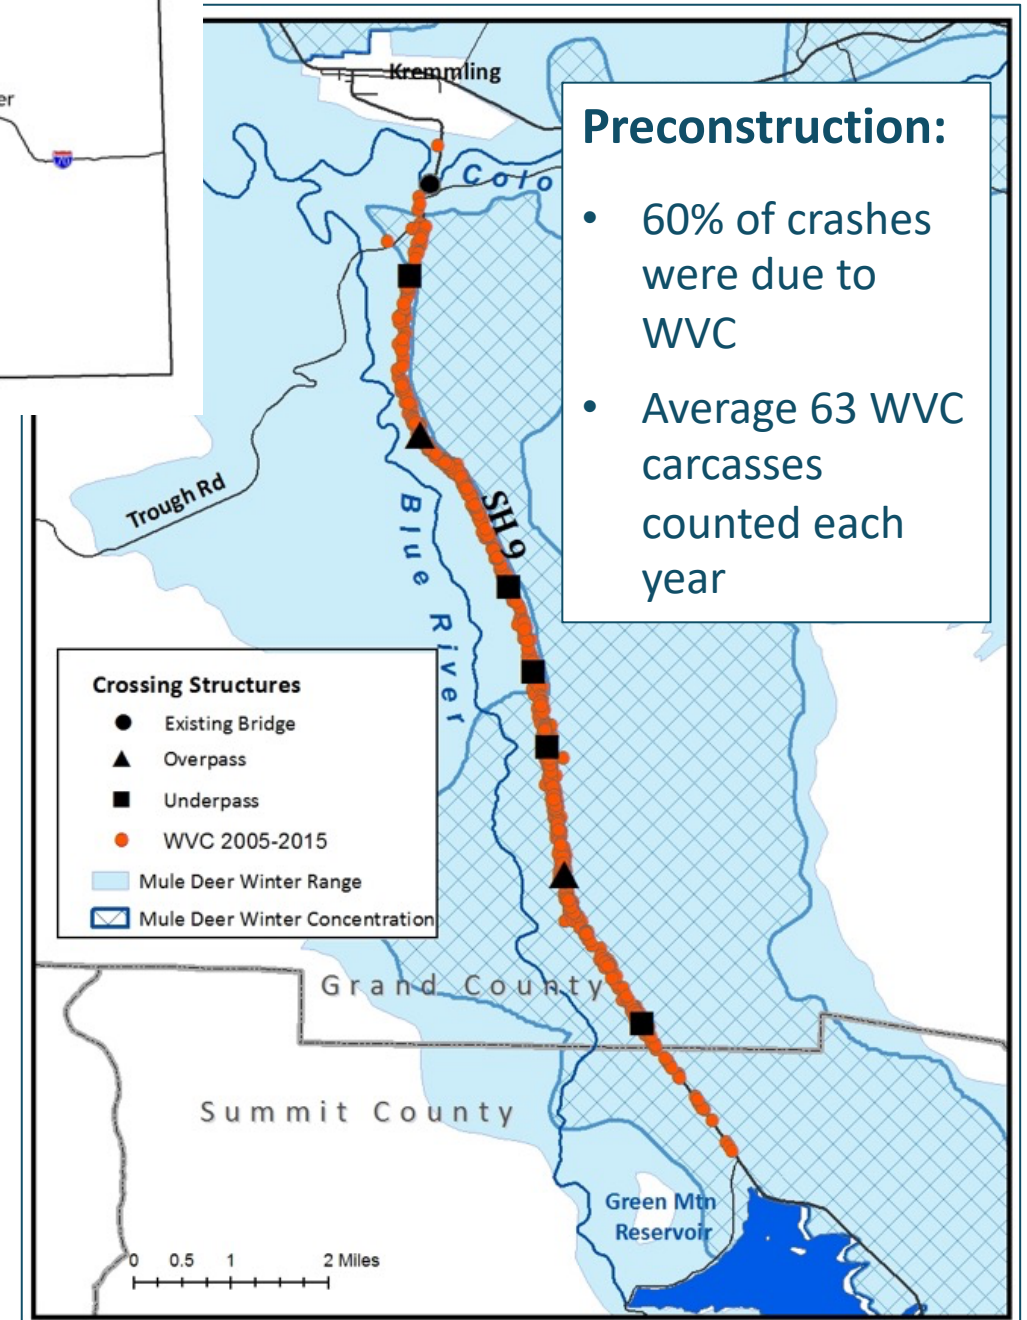 er
70
Kremmling
Colo
Preconstruction:
• 60% of crashes
were due to
WVC
• Average 63 WVC
carcasses
counted each
year
Trough Rd
SH 9
Blue River
Crossing Structures
Existing Bridge
Overpass
Underpass
WVC 2005-2015
Mule Deer Winter Range
Mule Deer Winter Concentration
Grand County
Summit County
Green Mtn
Reservoir
0 0.5 1 2 Miles